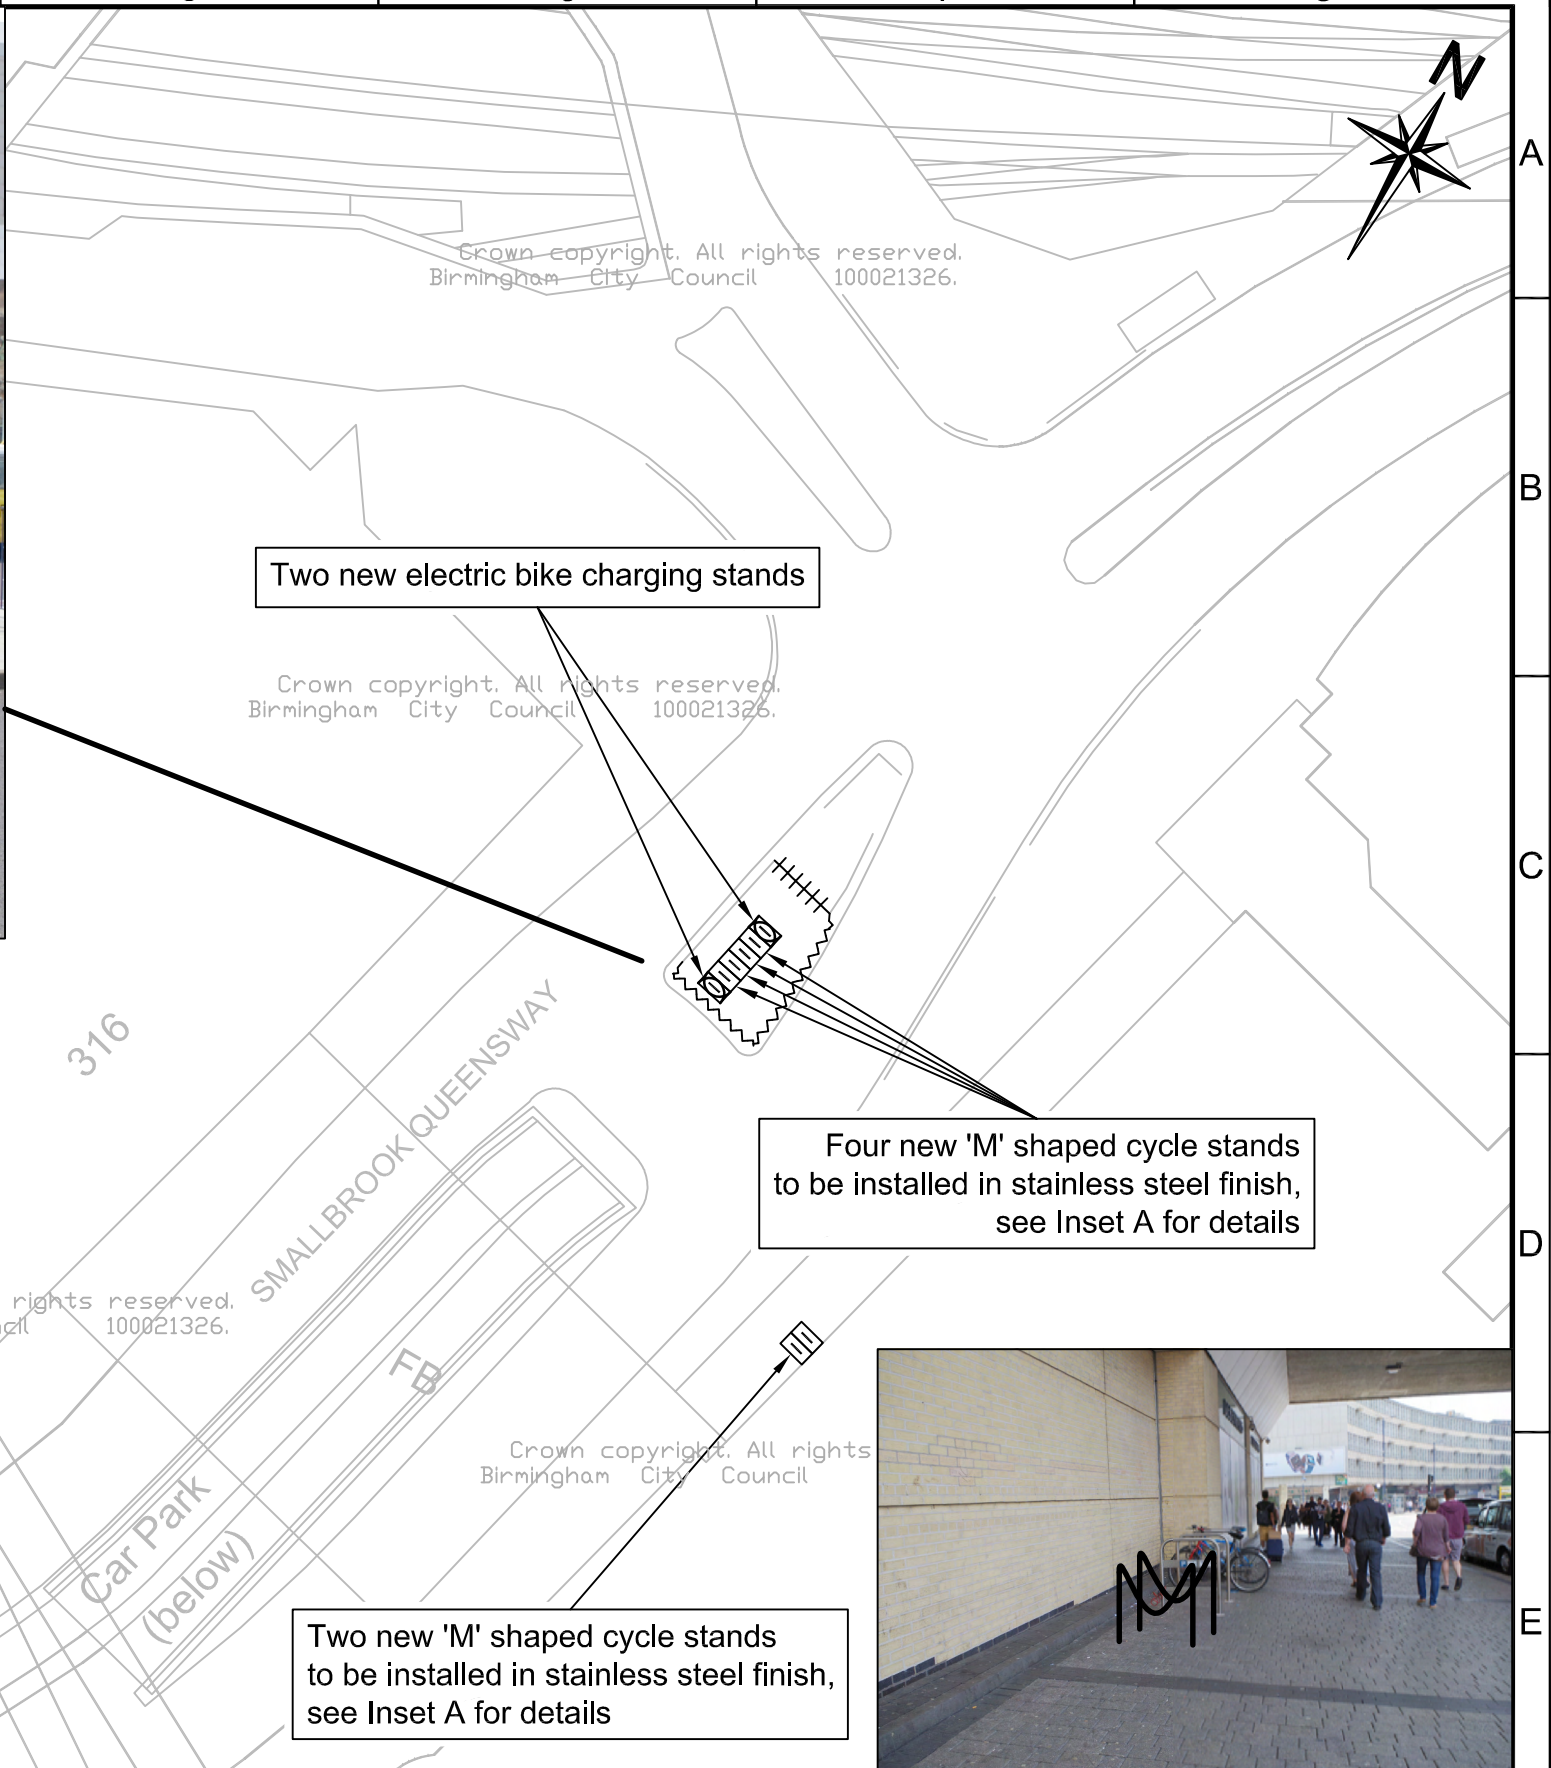 N
A
Crown copyright. All rights reserved.
Birmingham City Council 100021326.
B
Two new electric bike charging stands
Crown copyright. All rights reserved.
Birmingham City Council 100021326.
C
316
SMALLBROOK QUEENSWAY
Four new 'M' shaped cycle stands
to be installed in stainless steel finish,
see Inset A for details
D
rights reserved.
100021326.
FB
Crown copyright. All rights
Birmingham City Council
Car Park
(below)
E
Two new 'M' shaped cycle stands
to be installed in stainless steel finish,
see Inset A for details